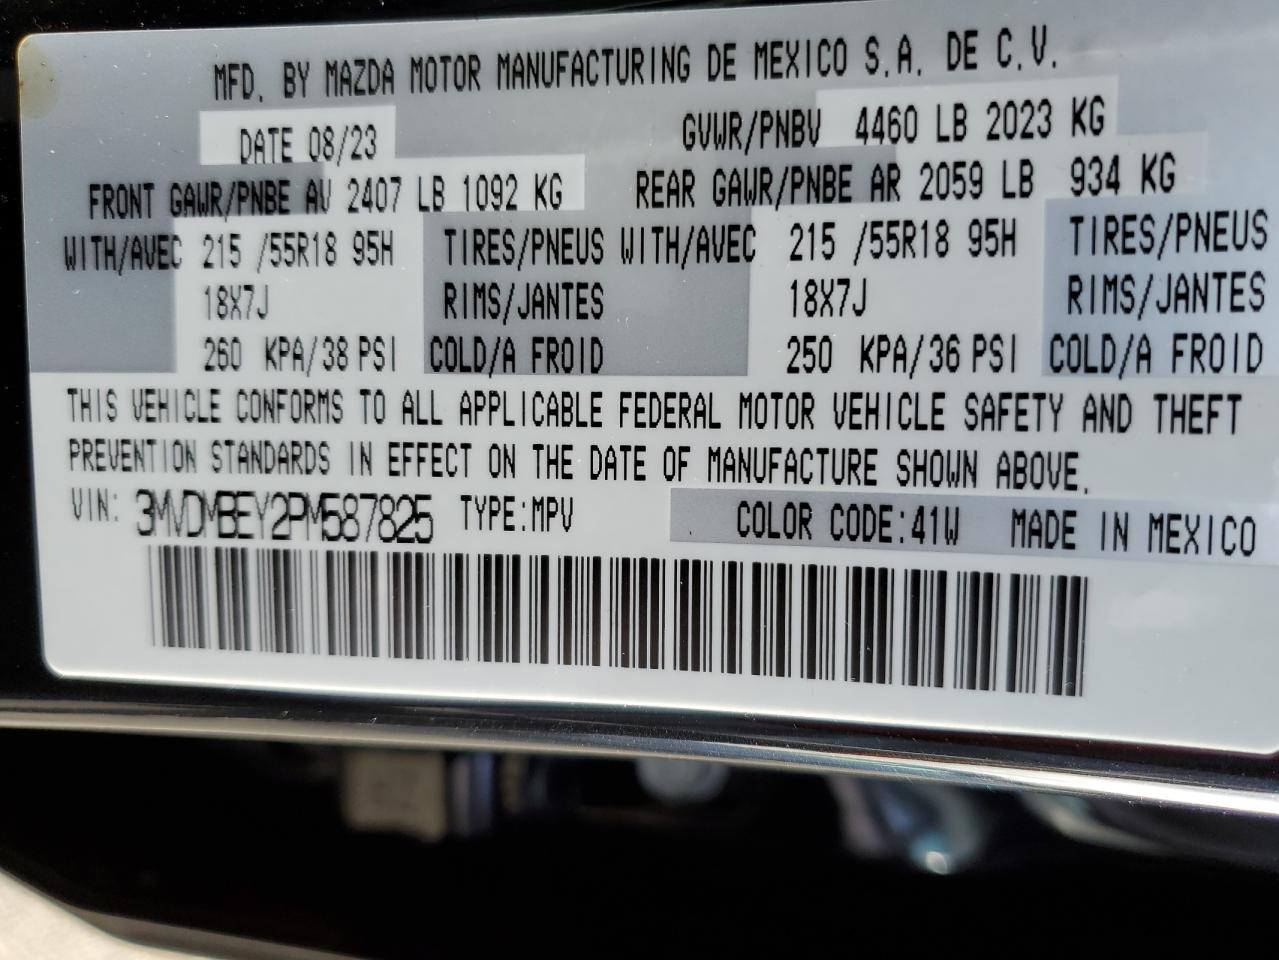 MFD. BY MAZDA MOTOR MANUFACTURING DE MEXICO S.A. DE C.V.
DATE 08/23 GVWR/PNBV 4460 LB 2023 KG
FRONT GAWR/PNBE AV 2407 LB 1092 KG REAR GAWR/PNBE AR 2059 LB 934 KG
WITH/AVEC 215 /55R18 95H TIRES/PNEUS WITH/AVEC 215 /55R18 95H TIRES/PNEUS
18X7J RIMS/JANTES 18X7J RIMS/JANTES
260 KPA/38 PSI COLD/A FROID 250 KPA/36 PSI COLD/A FROID
THIS VEHICLE CONFORMS TO ALL APPLICABLE FEDERAL MOTOR VEHICLE SAFETY AND THEFT
PREVENTION STANDARDS IN EFFECT ON THE DATE OF MANUFACTURE SHOWN ABOVE.
VIN: 3MVDMBEY2PM587825 TYPE:MPV COLOR CODE:41W MADE IN MEXICO